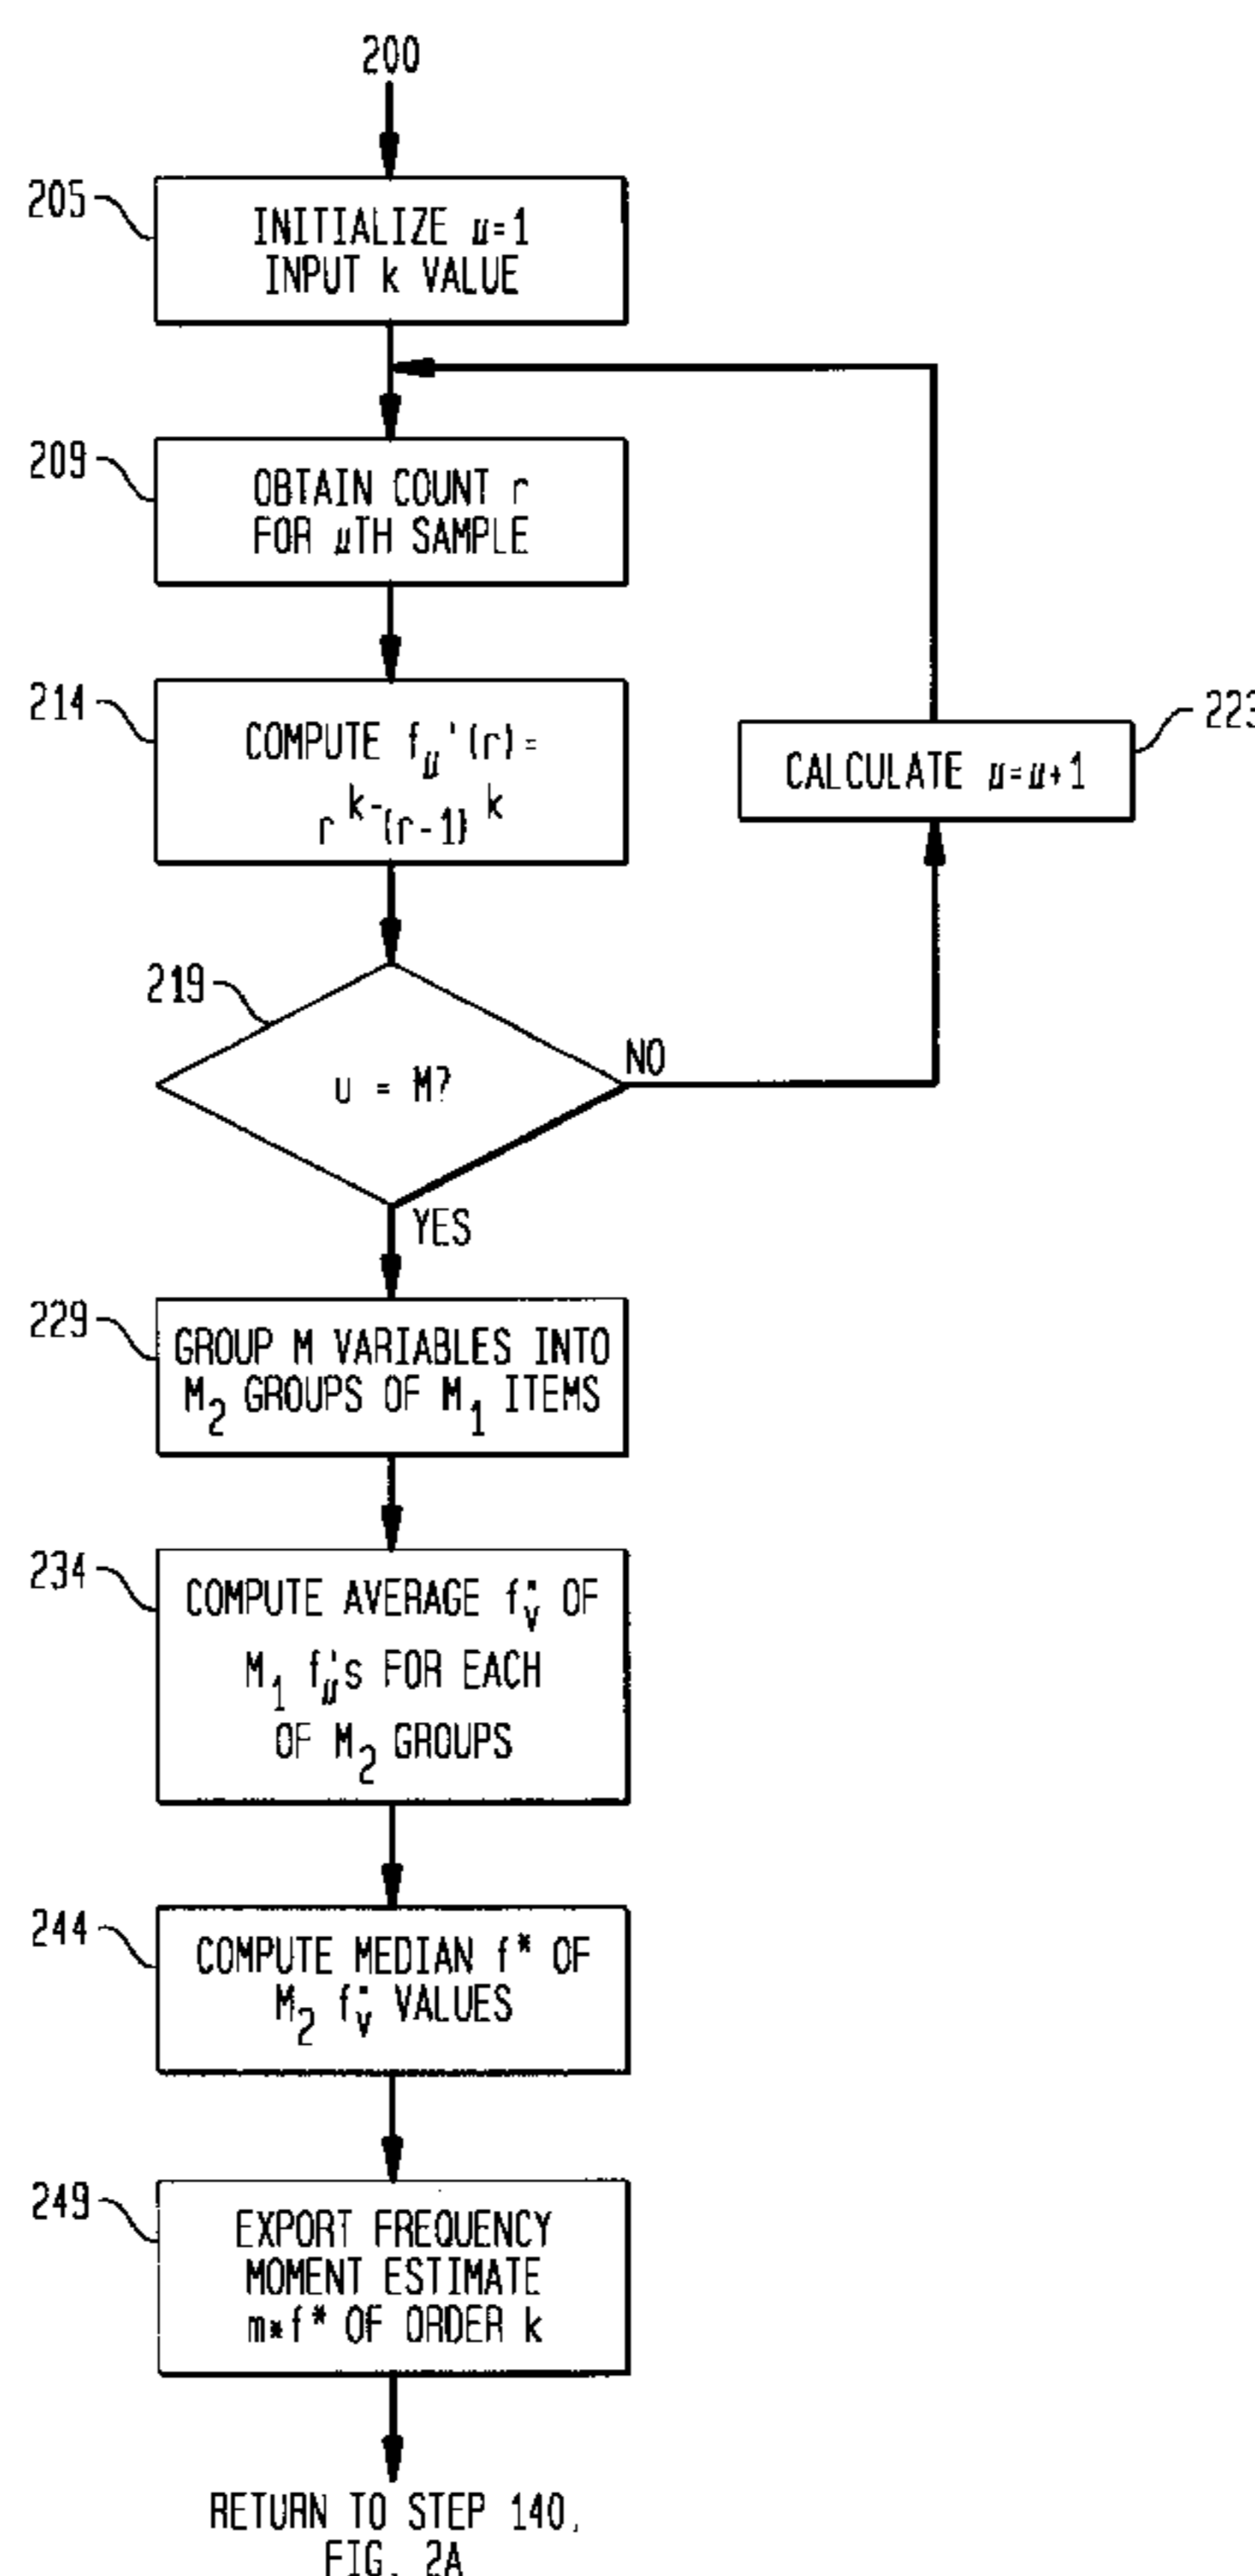 200
205
INITIALIZE μ=1
INPUT k VALUE
209
OBTAIN COUNT r
FOR μTH SAMPLE
214
COMPUTE fμ'(r)=
r k-(r-1) k
223
CALCULATE μ=μ+1
219
u = M?
NO
YES
229
GROUP M VARIABLES INTO
M2 GROUPS OF M1 ITEMS
234
COMPUTE AVERAGE fv" OF
M1 fμ's FOR EACH
OF M2 GROUPS
244
COMPUTE MEDIAN f* OF
M2 fv" VALUES
249
EXPORT FREQUENCY
MOMENT ESTIMATE
m*f* OF ORDER k
RETURN TO STEP 140,
FIG. 2A